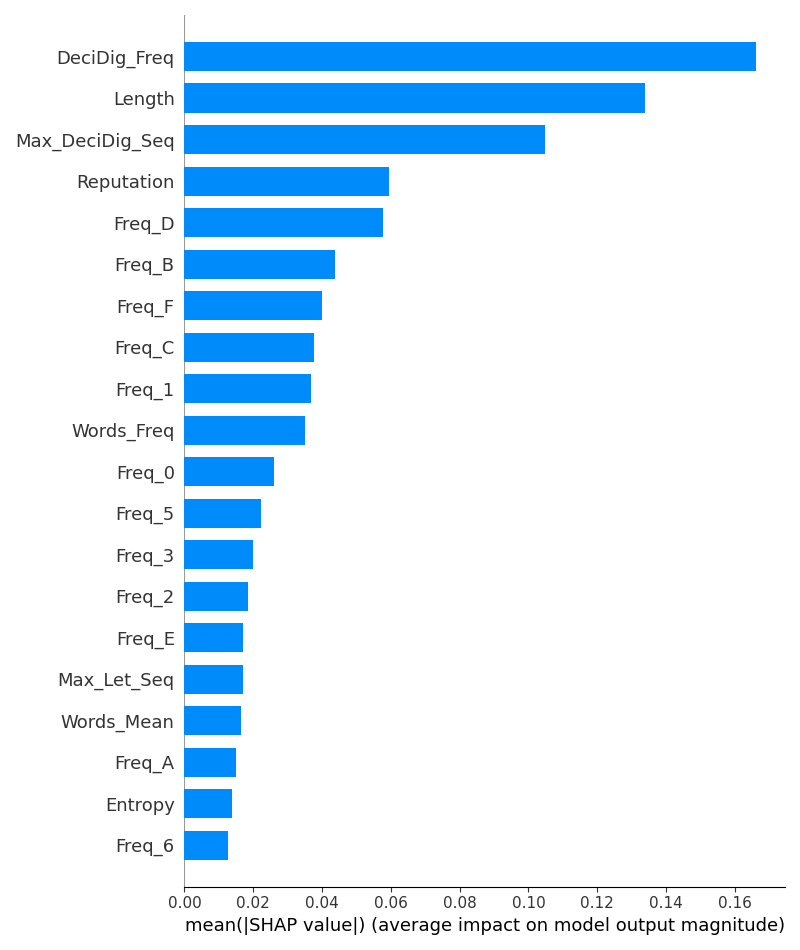 DeciDig_Freq
Length
Max_DeciDig_Seq
Reputation
Freq_D
Freq_B
Freq_F
Freq_C
Freq_1
Words_Freq
Freq_0
Freq_5
Freq_3
Freq_2
Freq_E
Max_Let_Seq
Words_Mean
Freq_A
Entropy
Freq_6
0.00 0.02 0.04 0.06 0.08 0.10 0.12 0.14 0.16
mean(|SHAP value|) (average impact on model output magnitude)